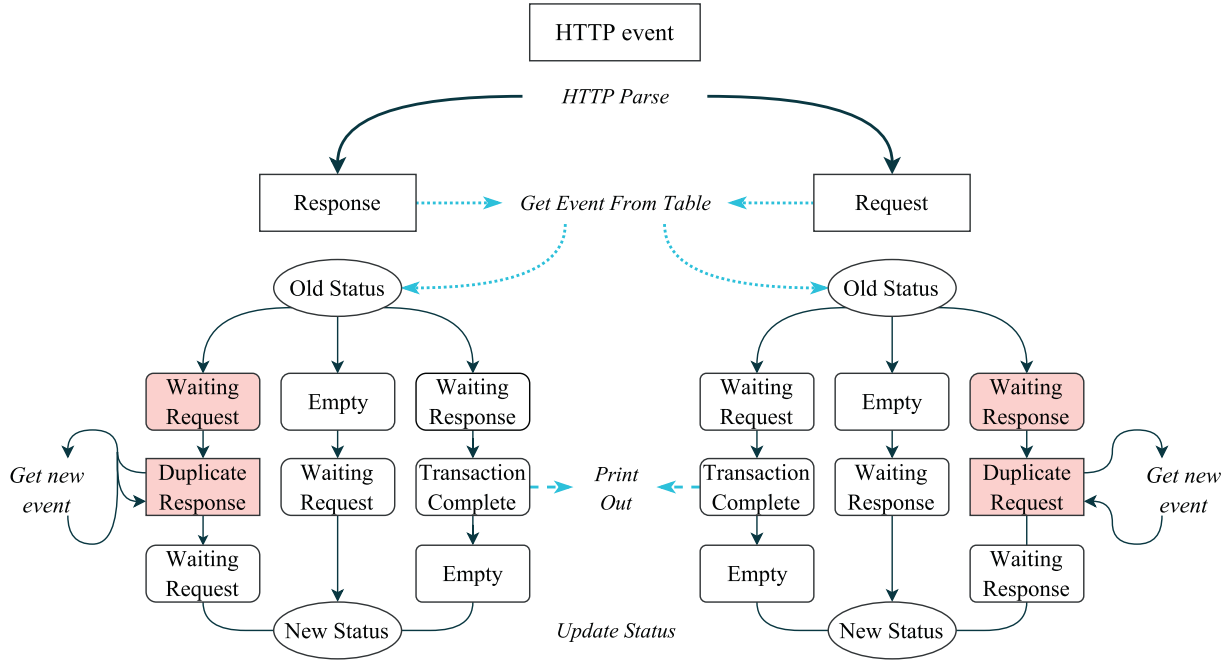 HTTP event
HTTP Parse
Response
Get Event From Table
Request
Old Status
Old Status
Waiting
Request
Empty
Waiting
Response
Waiting
Request
Empty
Waiting
Response
Get new
event
Duplicate
Response
Waiting
Request
Transaction
Complete
Print
Out
Transaction
Complete
Waiting
Response
Duplicate
Request
Get new
event
Waiting
Request
Empty
Empty
Waiting
Response
New Status
Update Status
New Status